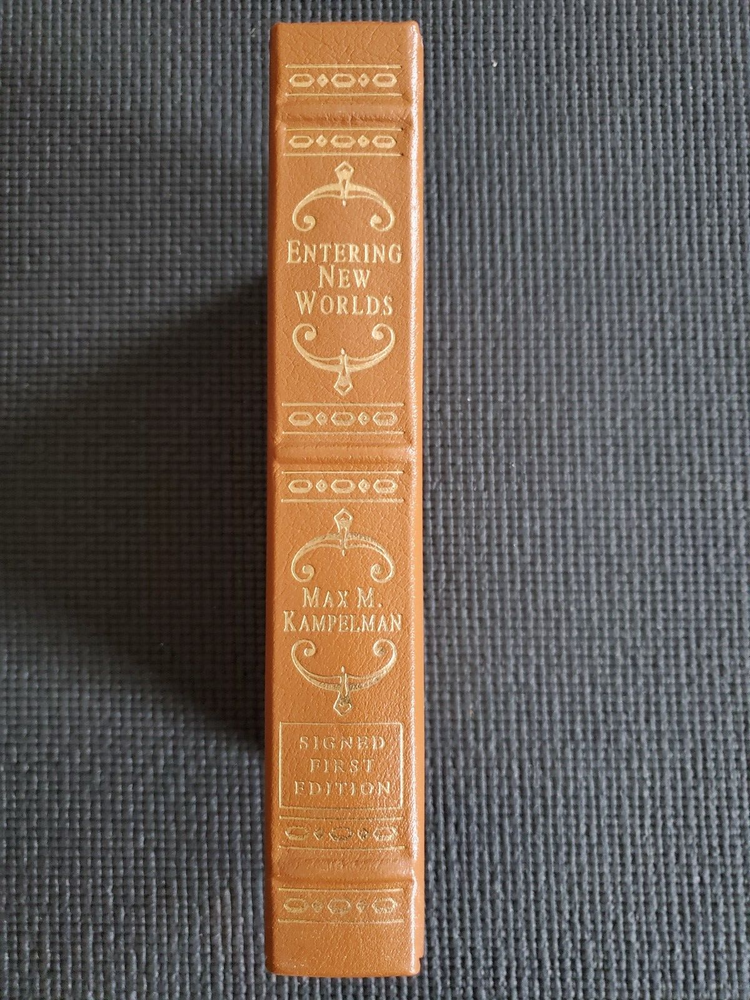 ENTERING
NEW
WORLDS
MAX M.
KAMPELMAN
SIGNED
FIRST
EDITION